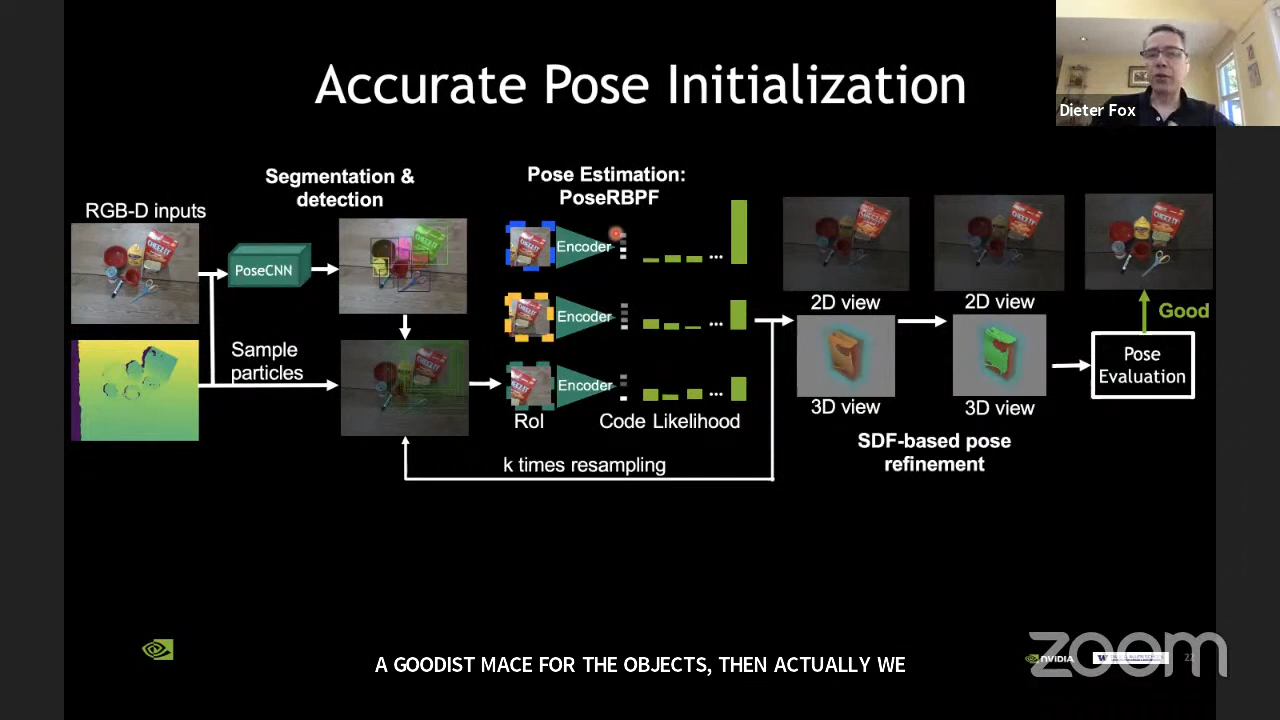 Accurate Pose Initialization
Dieter Fox
Segmentation &
detection
Pose Estimation:
PoseRBPF
RGB-D inputs
PoseCNN
Sample
particles
Encoder
Encoder
Encoder
RoI
Code Likelihood
k times resampling
2D view
2D view
3D view
3D view
SDF-based pose
refinement
Good
Pose
Evaluation
A GOODIST MACE FOR THE OBJECTS, THEN ACTUALLY WE
NVIDIA
22
zoom